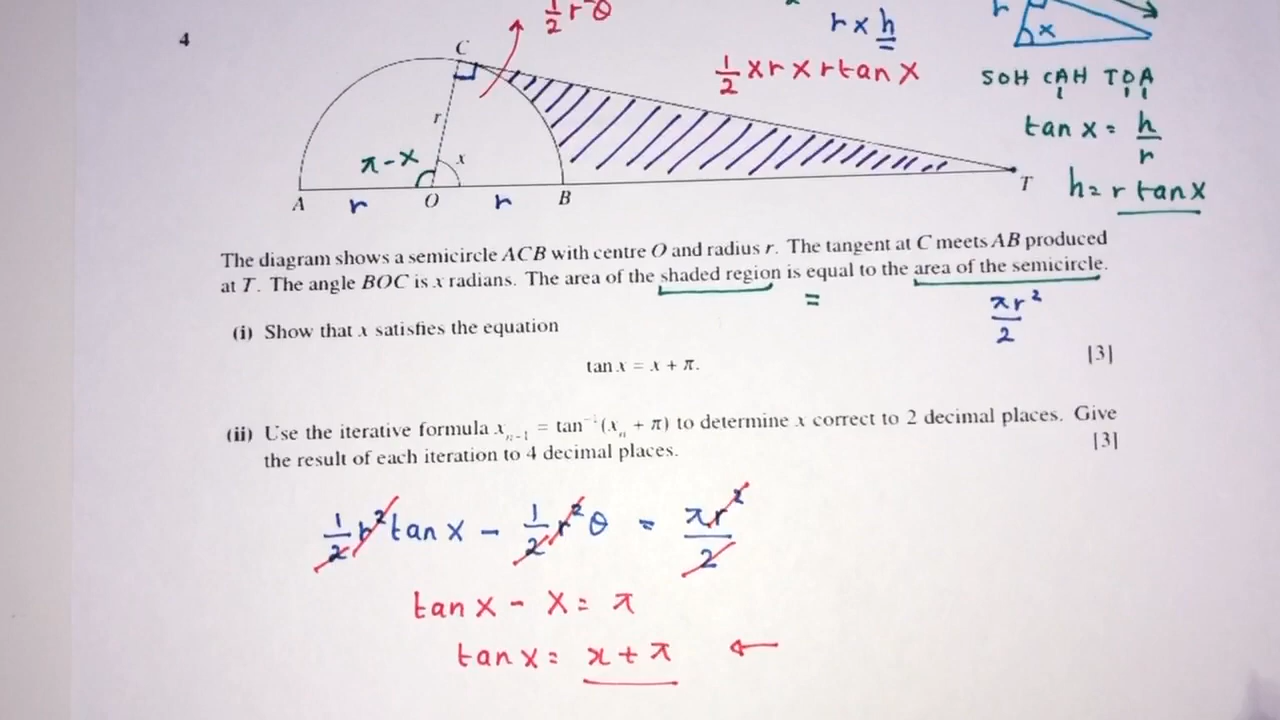 4
½r²θ
r × h
½ × r × r tan x
r
x
SOH CAH TOA
tan x = h/r
h = r tan x
C
r
π - x
x
A
r
O
r
B
T
The diagram shows a semicircle ACB with centre O and radius r. The tangent at C meets AB produced
at T. The angle BOC is x radians. The area of the shaded region is equal to the area of the semicircle.
=
πr²/2
(i) Show that x satisfies the equation
[3]
tan x = x + π.
(ii) Use the iterative formula xₙ₊₁ = tan⁻¹(xₙ + π) to determine x correct to 2 decimal places. Give
the result of each iteration to 4 decimal places.
[3]
½r² tan x - ½r²θ = πr²/2
tan x - x = π
tan x = x + π